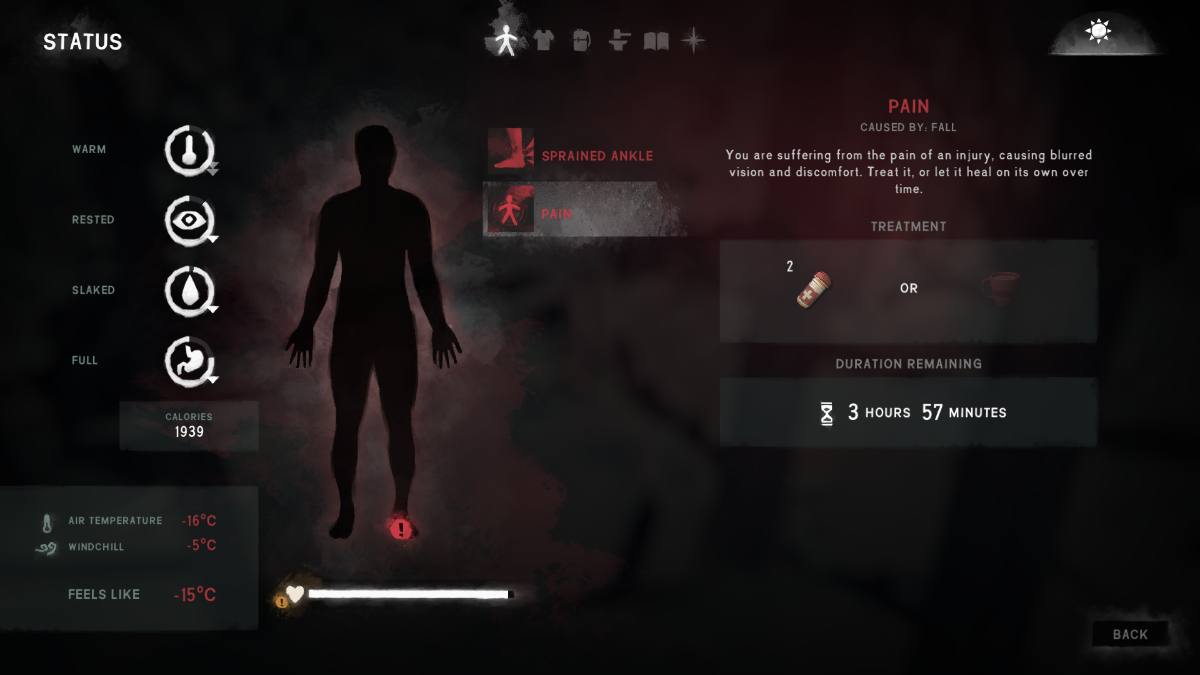 STATUS
WARM
RESTED
SLAKED
FULL
CALORIES
1939
AIR TEMPERATURE -16°C
WINDCHILL -5°C
FEELS LIKE -15°C
SPRAINED ANKLE
PAIN
PAIN
CAUSED BY: FALL
You are suffering from the pain of an injury, causing blurred
vision and discomfort. Treat it, or let it heal on its own over
time.
TREATMENT
2
OR
DURATION REMAINING
3 HOURS 57 MINUTES
BACK